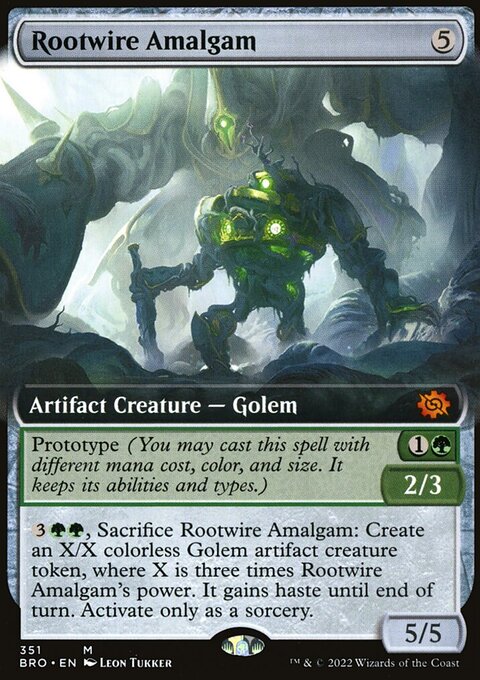 Rootwire Amalgam 5
Artifact Creature — Golem
Prototype (You may cast this spell with 1
different mana cost, color, and size. It
keeps its abilities and types.) 2/3
3, Sacrifice Rootwire Amalgam: Create
an X/X colorless Golem artifact creature
token, where X is three times Rootwire
Amalgam's power. It gains haste until end of
turn. Activate only as a sorcery.
5/5
351 M
BRO • EN Leon Tukker ™ & © 2022 Wizards of the Coast